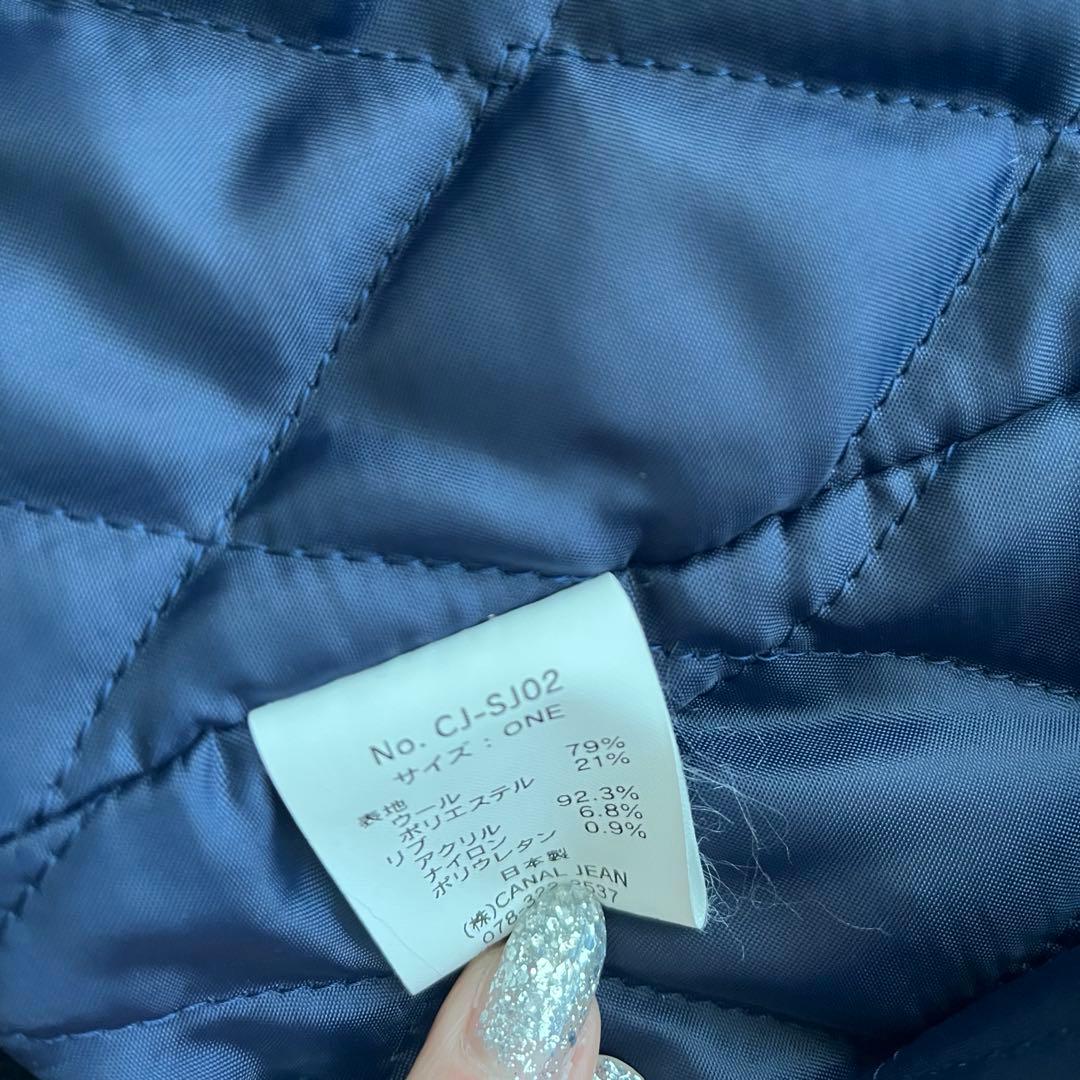 No. CJ-SJ02
サイズ : ONE
表地
ウール 79%
ポリエステル 21%
リブ
アクリル 92.3%
ナイロン 6.8%
ポリウレタン 0.9%
日本製
(株)CANAL JEAN
078 322